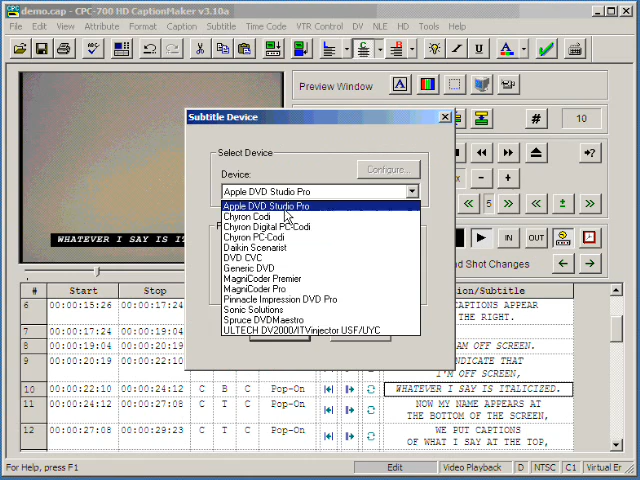 demo.cap - CPC-700 HD CaptionMaker v3.10a
File Edit View Attribute Format Caption Subtitle Time Code VTR Control DV NLE HD Tools Help
Preview Window
# 10
Subtitle Device
Select Device
Configure...
Device:
Apple DVD Studio Pro
Apple DVD Studio Pro
Chyron Codi
Chyron Digital PC-Codi
Chyron PC-Codi
Daikin Scenarist
DVD CVC
Generic DVD
MagniCoder Premier
MagniCoder Pro
Pinnacle Impression DVD Pro
Sonic Solutions
Spruce DVDMaestro
ULTECH DV2000/ITVinjector USF/UYC
5
IN OUT
nd Shot Changes
WHATEVER I SAY IS IT
# Start Stop ion/Subtitle
6 00:00:15:26 00:00:17:24 CAPTIONS APPEAR
THE RIGHT.
7 00:00:17:24 00:00:19:04
8 00:00:19:04 00:00:20:19 AM OFF SCREEN.
9 00:00:20:19 00:00:22:10 NDICATE THAT
I'M OFF SCREEN,
10 00:00:22:10 00:00:24:12 C B C Pop-On WHATEVER I SAY IS ITALICIZED.
11 00:00:24:12 00:00:27:08 C T C Pop-On NOW MY NAME APPEARS AT
THE BOTTOM OF THE SCREEN,
12 00:00:27:08 00:00:29:23 C T C Pop-On WE PUT CAPTIONS
OF WHAT I SAY AT THE TOP,
For Help, press F1 Edit Video Playback D NTSC C1 Virtual Er